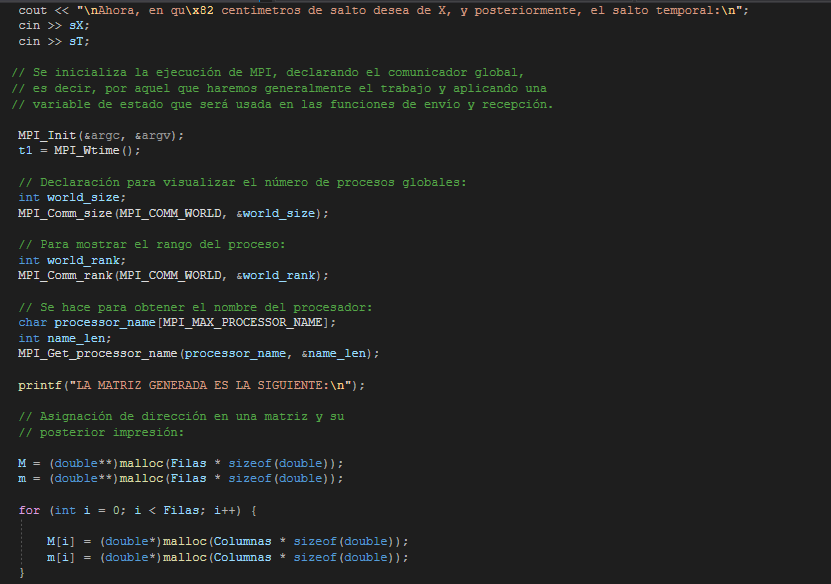 cout << "\nAhora, en qu\x82 centimetros de salto desea de X, y posteriormente, el salto temporal:\n";
cin >> sX;
cin >> sT;
// Se inicializa la ejecución de MPI, declarando el comunicador global,
// es decir, por aquel que haremos generalmente el trabajo y aplicando una
// variable de estado que será usada en las funciones de envío y recepción.
MPI_Init(&argc, &argv);
t1 = MPI_Wtime();
// Declaración para visualizar el número de procesos globales:
int world_size;
MPI_Comm_size(MPI_COMM_WORLD, &world_size);
// Para mostrar el rango del proceso:
int world_rank;
MPI_Comm_rank(MPI_COMM_WORLD, &world_rank);
// Se hace para obtener el nombre del procesador:
char processor_name[MPI_MAX_PROCESSOR_NAME];
int name_len;
MPI_Get_processor_name(processor_name, &name_len);
printf("LA MATRIZ GENERADA ES LA SIGUIENTE:\n");
// Asignación de dirección en una matriz y su
// posterior impresión:
M = (double**)malloc(Filas * sizeof(double));
m = (double**)malloc(Filas * sizeof(double));
for (int i = 0; i < Filas; i++) {
M[i] = (double*)malloc(Columnas * sizeof(double));
m[i] = (double*)malloc(Columnas * sizeof(double));
}